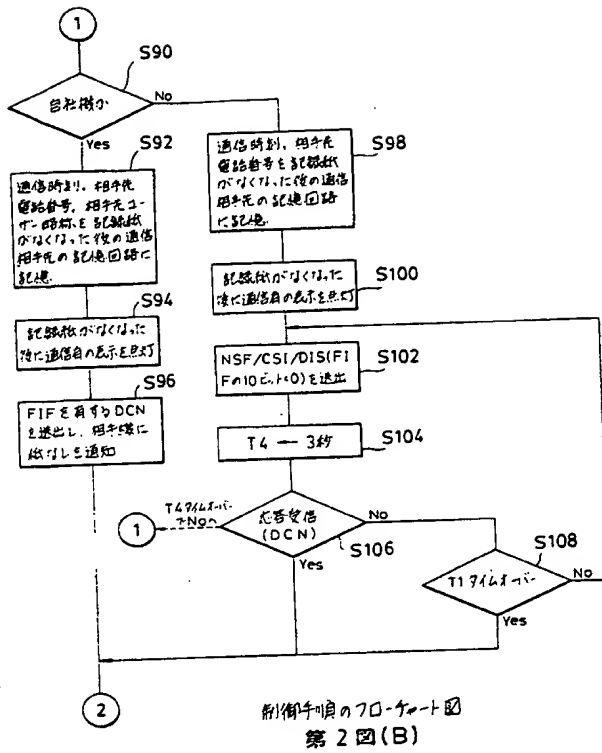 1
S90
自社機か
No
Yes
S92
通信時刻、相手先
電話番号、相手先ユー
ザー略称を記録紙
がなくなった後の通信
相手先の記憶回路に
記憶
S94
記録紙がなくなった
後に通信有の表示を点灯
S96
FIFを有するDCN
を送出し、相手機に
紙なしを通知
S98
通信時刻、相手先
電話番号を記録紙
がなくなった後の通信
相手先の記憶回路
に記憶
S100
記録紙がなくなった
後に通信有の表示を点灯
S102
NSF/CSI/DIS(FI
Fの10ビット=0)を送出
S104
T4 ← 3秒
T4タイムオーバー
でNoへ
1
応答受信
(DCN)
No
S106
Yes
S108
T1タイムオーバー
No
Yes
2
制御手順のフローチャート図
第2図(B)